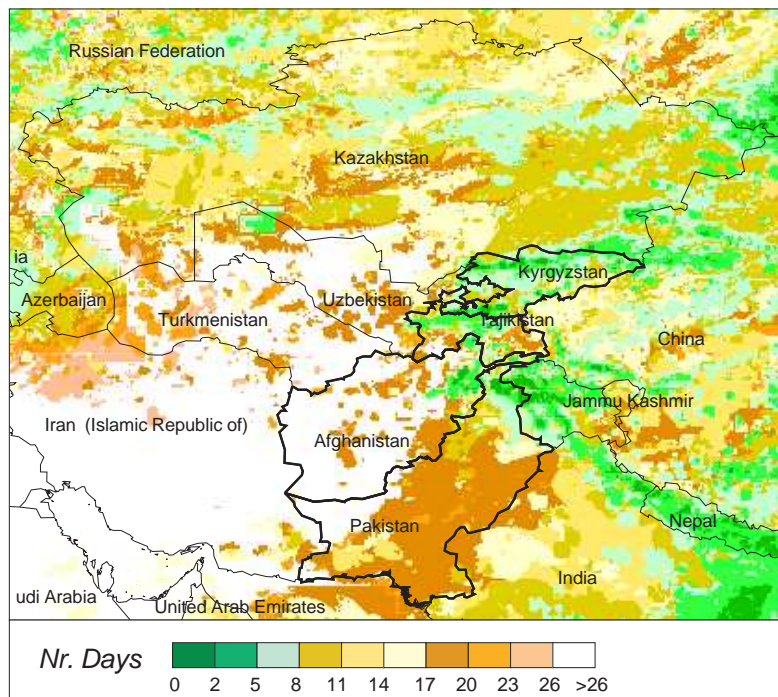 Russian Federation
Kazakhstan
ia
Kyrgyzstan
Azerbaijan
Uzbekistan
Turkmenistan
Tajikistan
China
Jammu Kashmir
Iran (Islamic Republic of)
Afghanistan
Pakistan
Nepal
India
udi Arabia
United Arab Emirates
Nr. Days
0 2 5 8 11 14 17 20 23 26 >26